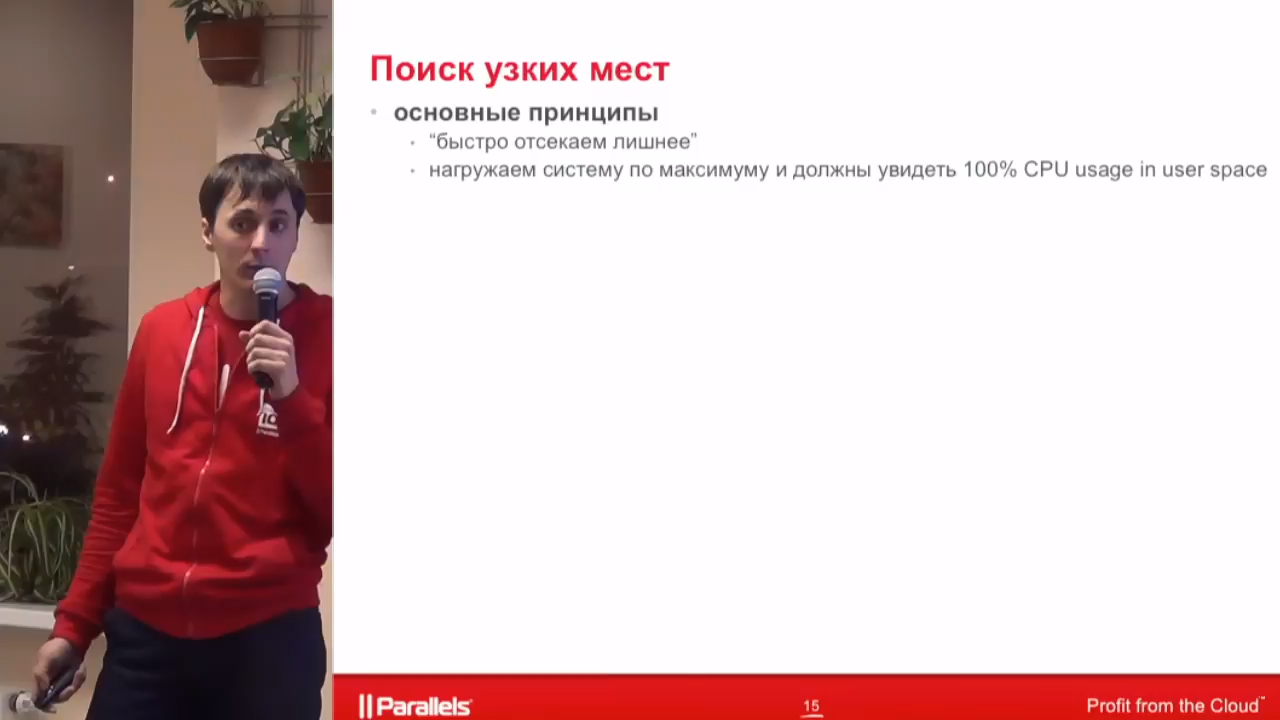 Поиск узких мест
основные принципы
“быстро отсекаем лишнее”
нагружаем систему по максимуму и должны увидеть 100% CPU usage in user space
Parallels
15
Profit from the Cloud™